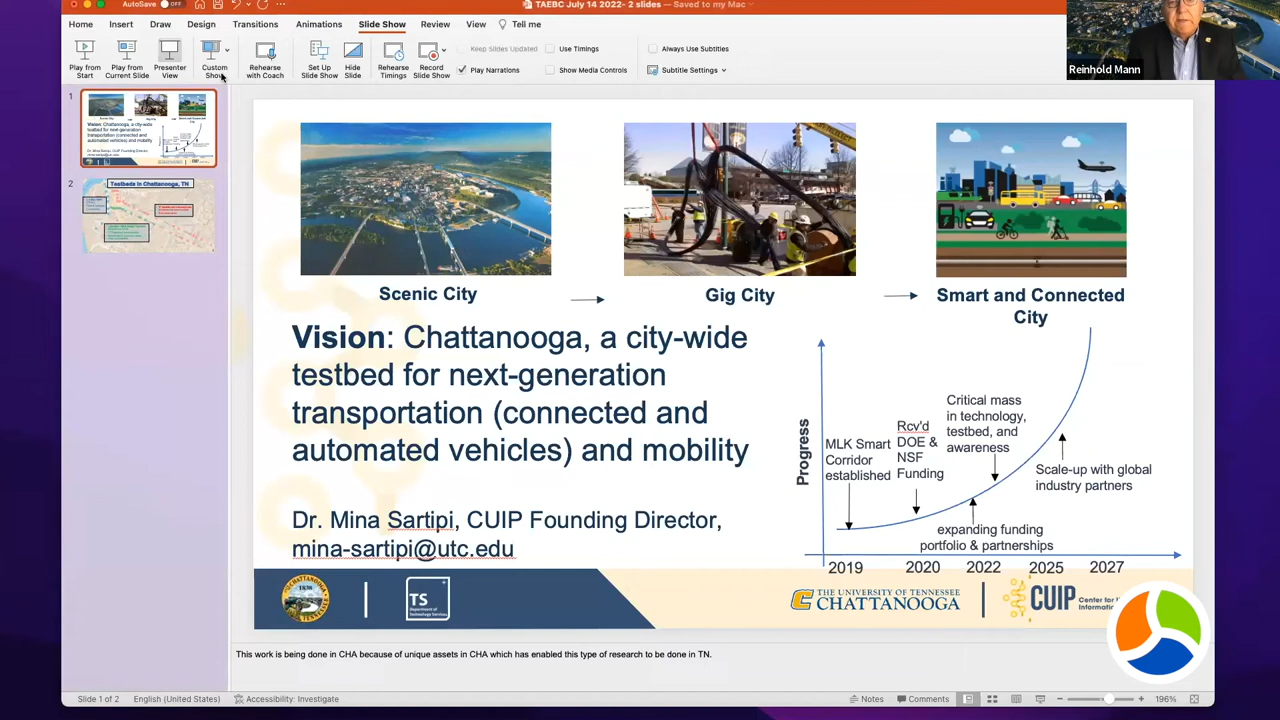 AutoSave OFF
TAEBC July 14 2022- 2 slides — Saved to my Mac
Home Insert Draw Design Transitions Animations Slide Show Review View Tell me
Play from Start
Play from Current Slide
Presenter View
Custom Show
Rehearse with Coach
Set Up Slide Show
Hide Slide
Rehearse Timings
Record Slide Show
Keep Slides Updated
Use Timings
Play Narrations
Show Media Controls
Always Use Subtitles
Subtitle Settings
Reinhold Mann
1
2
Testbeds in Chattanooga, TN
Scenic City
Gig City
Smart and Connected
City
Vision: Chattanooga, a city-wide
testbed for next-generation
transportation (connected and
automated vehicles) and mobility
Dr. Mina Sartipi, CUIP Founding Director,
mina-sartipi@utc.edu
Progress
MLK Smart
Corridor
established
Rcv'd
DOE &
NSF
Funding
Critical mass
in technology,
testbed, and
awareness
Scale-up with global
industry partners
expanding funding
portfolio & partnerships
2019 2020 2022 2025 2027
TS
Department of
Technology Services
THE UNIVERSITY OF TENNESSEE
CHATTANOOGA
CUIP
This work is being done in CHA because of unique assets in CHA which has enabled this type of research to be done in TN.
Slide 1 of 2 English (United States) Accessibility: Investigate Notes Comments 196%